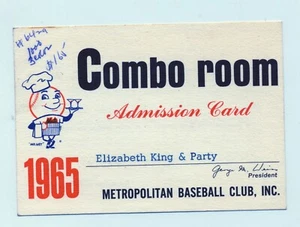 Combo room
Admission Card
Elizabeth King & Party
President
1965
METROPOLITAN BASEBALL CLUB, INC.